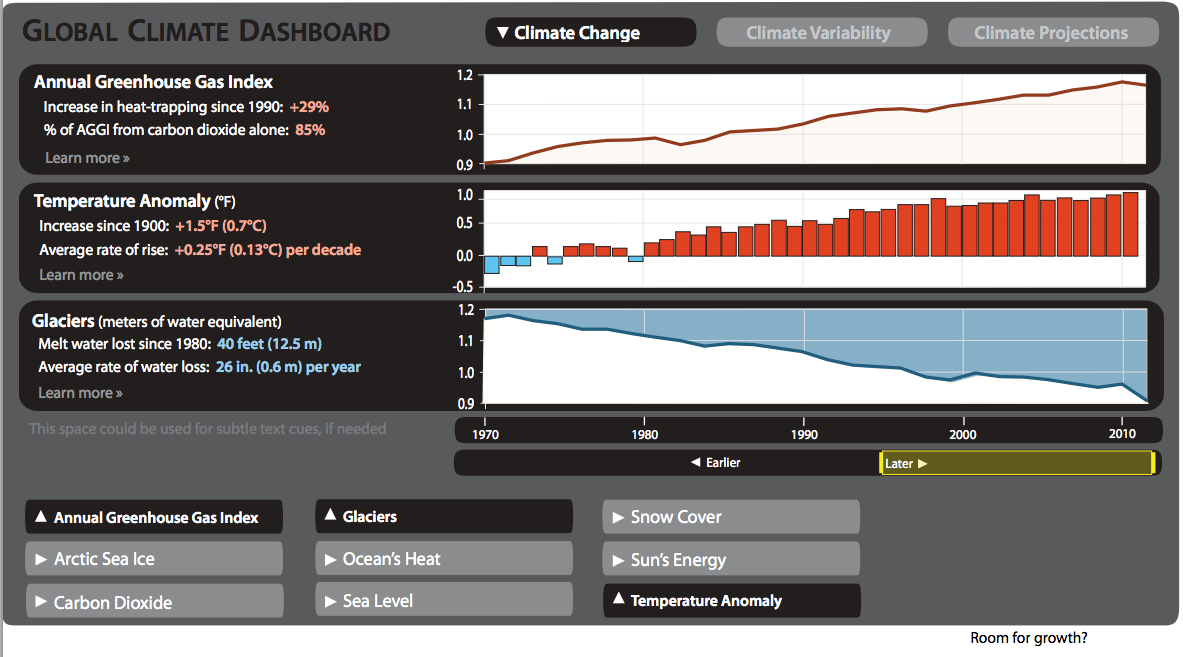 GLOBAL CLIMATE DASHBOARD
▼ Climate Change
Climate Variability
Climate Projections
Annual Greenhouse Gas Index
Increase in heat-trapping since 1990: +29%
% of AGGI from carbon dioxide alone: 85%
Learn more »
1.2
1.1
1.0
0.9
Temperature Anomaly (°F)
Increase since 1900: +1.5°F (0.7°C)
Average rate of rise: +0.25°F (0.13°C) per decade
Learn more »
1.0
0.5
0.0
-0.5
Glaciers (meters of water equivalent)
Melt water lost since 1980: 40 feet (12.5 m)
Average rate of water loss: 26 in. (0.6 m) per year
Learn more »
1.2
1.1
1.0
0.9
This space could be used for subtle text cues, if needed
1970 1980 1990 2000 2010
◄ Earlier
Later ►
▲ Annual Greenhouse Gas Index
▲ Glaciers
► Snow Cover
► Arctic Sea Ice
► Ocean's Heat
► Sun's Energy
► Carbon Dioxide
► Sea Level
▲ Temperature Anomaly
Room for growth?